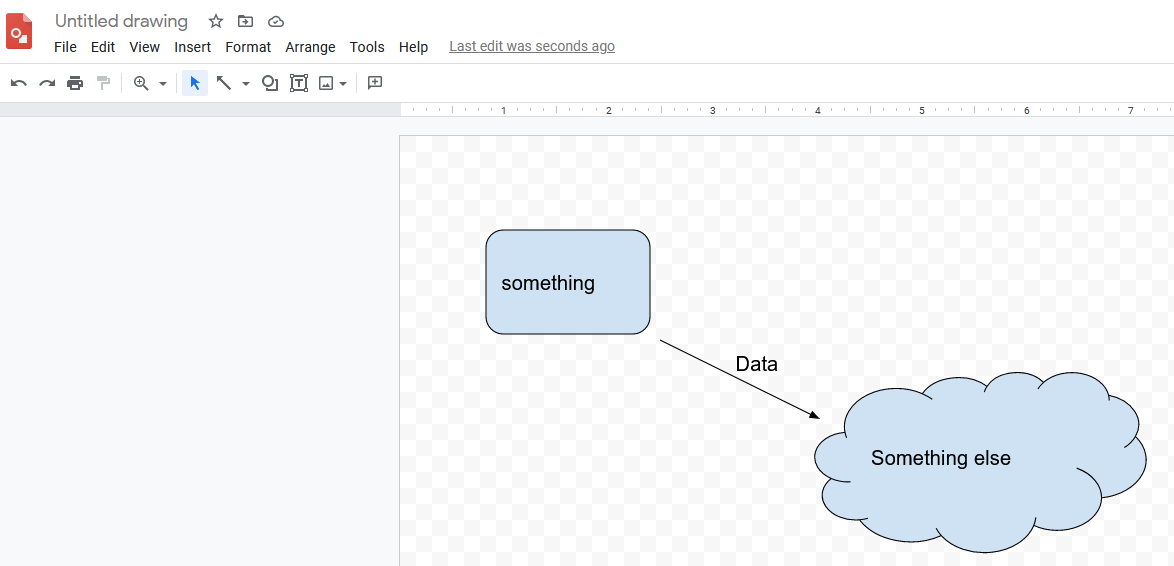 Untitled drawing
File Edit View Insert Format Arrange Tools Help Last edit was seconds ago
1 2 3 4 5 6 7
something
Data
Something else